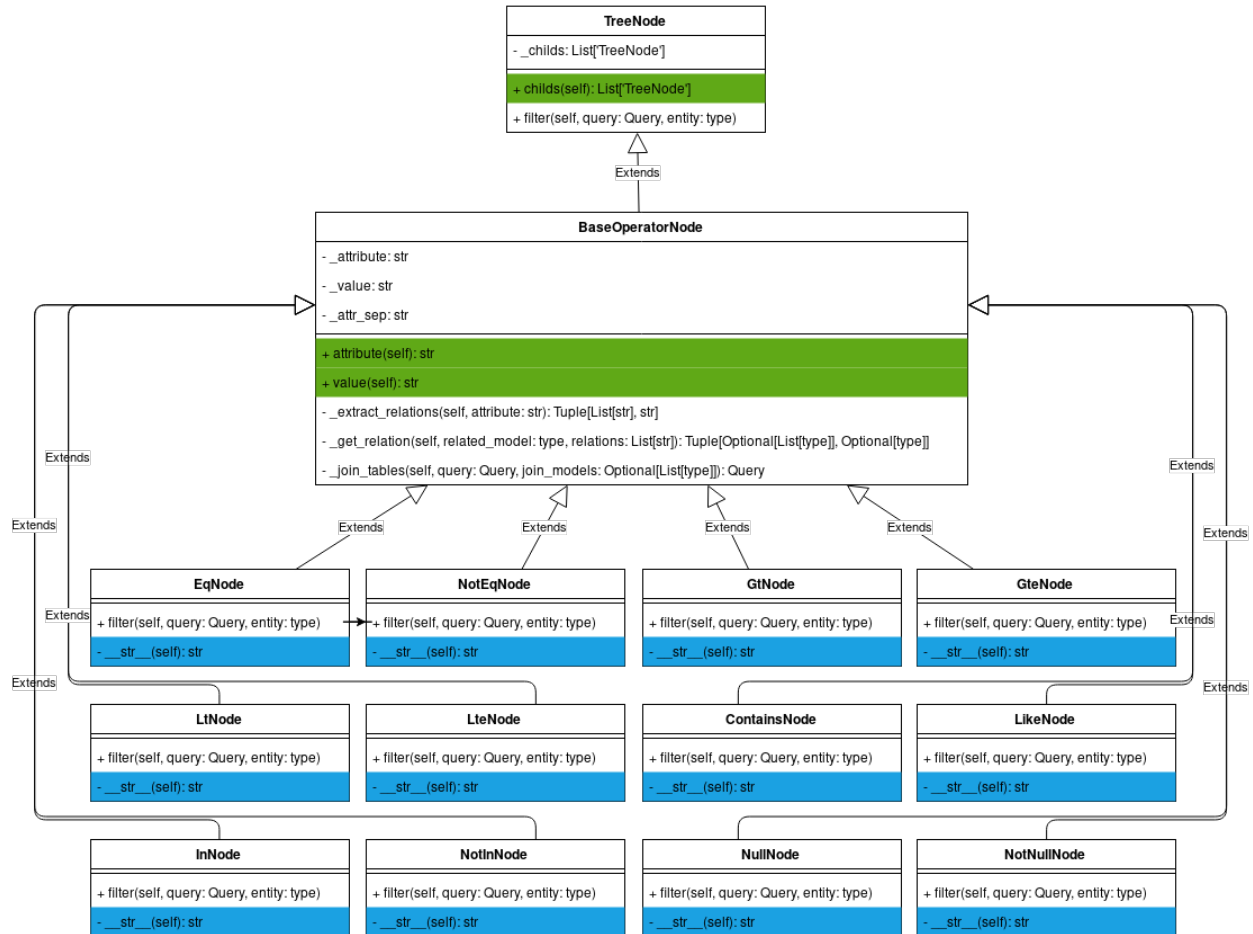 TreeNode
- _childs: List['TreeNode']
+ childs(self): List['TreeNode']
+ filter(self, query: Query, entity: type)
Extends
BaseOperatorNode
- _attribute: str
- _value: str
- _attr_sep: str
+ attribute(self): str
+ value(self): str
- _extract_relations(self, attribute: str): Tuple[List[str], str]
- _get_relation(self, related_model: type, relations: List[str]): Tuple[Optional[List[type]], Optional[type]]
- _join_tables(self, query: Query, join_models: Optional[List[type]]): Query
Extends
Extends
Extends
Extends
Extends
Extends
Extends
Extends
EqNode
NotEqNode
GtNode
GteNode
Extends
Extends
+ filter(self, query: Query, entity: type)
+ filter(self, query: Query, entity: type)
+ filter(self, query: Query, entity: type)
+ filter(self, query: Query, entity: type)
- __str__(self): str
- __str__(self): str
- __str__(self): str
- __str__(self): str
Extends
Extends
LtNode
LteNode
ContainsNode
LikeNode
+ filter(self, query: Query, entity: type)
+ filter(self, query: Query, entity: type)
+ filter(self, query: Query, entity: type)
+ filter(self, query: Query, entity: type)
- __str__(self): str
- __str__(self): str
- __str__(self): str
- __str__(self): str
InNode
NotInNode
NullNode
NotNullNode
+ filter(self, query: Query, entity: type)
+ filter(self, query: Query, entity: type)
+ filter(self, query: Query, entity: type)
+ filter(self, query: Query, entity: type)
- __str__(self): str
- __str__(self): str
- __str__(self): str
- __str__(self): str